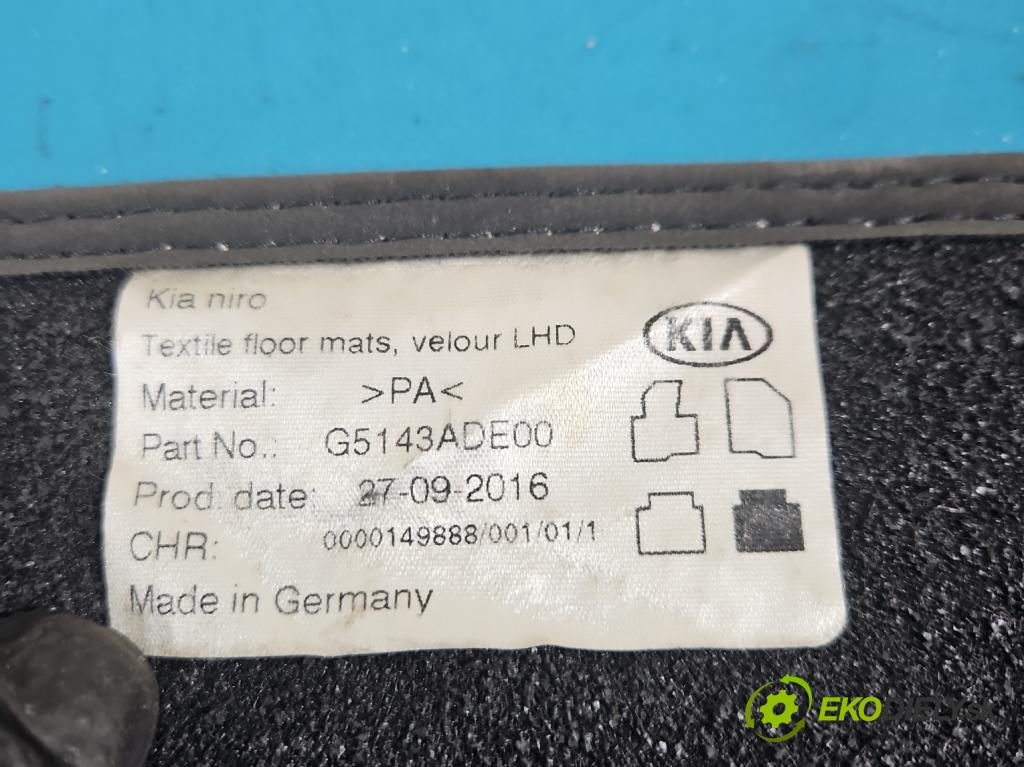 Kia niro
KIA
Textile floor mats, velour LHD
Material: >PA<
Part No.: G5143ADE00
Prod. date: 27-09-2016
CHR: 0000149888/001/01/1
Made in Germany
EKO